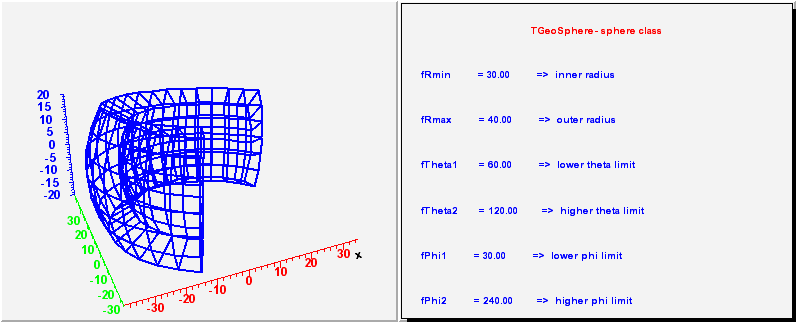 20
15
10
5
0
-5
-10
-15
-20
30
20
10
0
-10
-20
-30
-30
-20
-10
0
10
20
30
x
TGeoSphere - sphere class
fRmin = 30.00 => inner radius
fRmax = 40.00 => outer radius
fTheta1 = 60.00 => lower theta limit
fTheta2 = 120.00 => higher theta limit
fPhi1 = 30.00 => lower phi limit
fPhi2 = 240.00 => higher phi limit